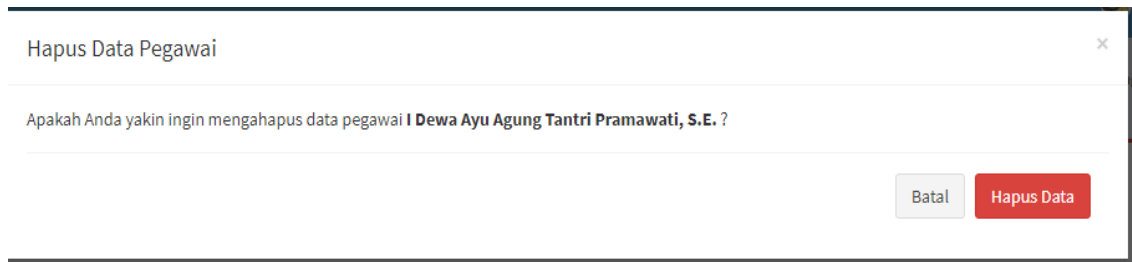 Hapus Data Pegawai
×
Apakah Anda yakin ingin mengahapus data pegawai I Dewa Ayu Agung Tantri Pramawati, S.E. ?
Batal
Hapus Data